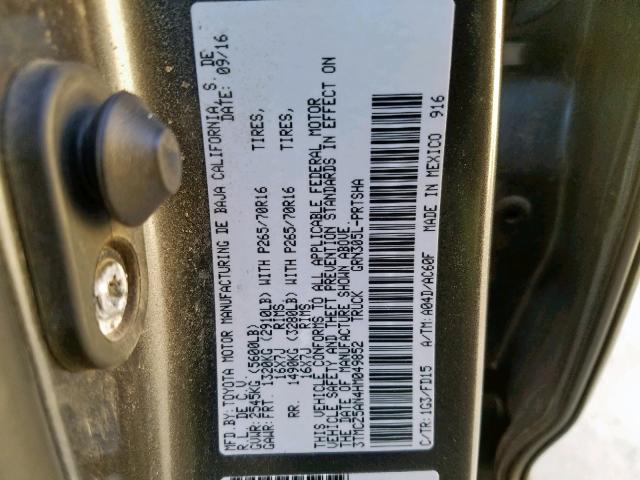 MFD.BY:TOYOTA MOTOR MANUFACTURING DE BAJA CALIFORNIA, S. DE
R. L. DE C.V. DATE: 09/16
GVWR: 2545KG (5600LB)
GAWR: FRT. 1320KG (2910LB) WITH P265/70R16 TIRES,
16X7J RIMS,
RR. 1490KG (3280LB) WITH P265/70R16 TIRES,
16X7J RIMS.
THIS VEHICLE CONFORMS TO ALL APPLICABLE FEDERAL MOTOR
VEHICLE SAFETY, AND THEFT PREVENTION STANDARDS IN EFFECT ON
THE DATE OF MANUFACTURE SHOWN ABOVE.
3TMCZ5AN4HM049852 TRUCK GRN305L-PRTSHA
C/TR:1G3/FD15 A/TM:A04D/AC60F MADE IN MEXICO 916